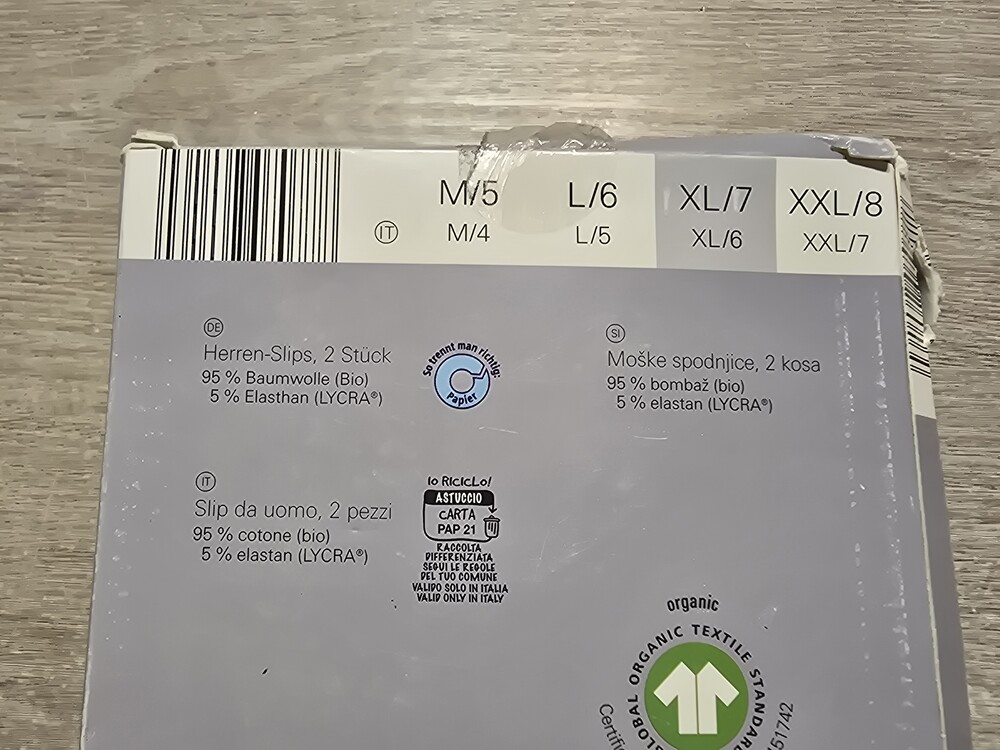 M/5 L/6 XL/7 XXL/8
IT M/4 L/5 XL/6 XXL/7
DE
Herren-Slips, 2 Stück
95 % Baumwolle (Bio)
5 % Elasthan (LYCRA®)
So trennt man richtig:
Papier
SI
Moške spodnjice, 2 kosa
95 % bombaž (bio)
5 % elastan (LYCRA®)
IT
Slip da uomo, 2 pezzi
95 % cotone (bio)
5 % elastan (LYCRA®)
IO RICICLO!
ASTUCCIO
CARTA
PAP 21
RACCOLTA
DIFFERENZIATA
SEGUI LE REGOLE
DEL TUO COMUNE
VALIDO SOLO IN ITALIA
VALID ONLY IN ITALY
organic
GLOBAL ORGANIC TEXTILE STANDARD
51742